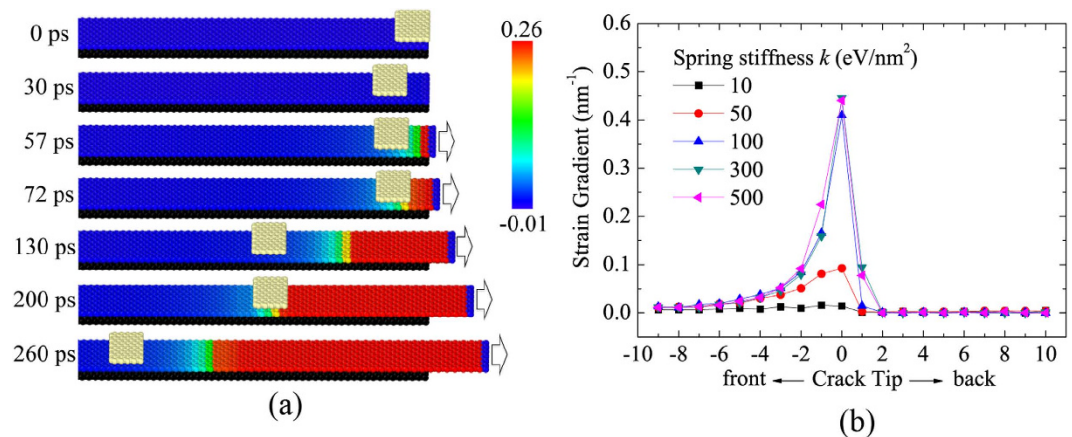 0 ps
30 ps
57 ps
72 ps
130 ps
200 ps
260 ps
0.26
-0.01
(a)
Strain Gradient (nm⁻¹)
0.6
0.5
0.4
0.3
0.2
0.1
0.0
Spring stiffness k (eV/nm²)
10
50
100
300
500
-10 -8 -6 -4 -2 0 2 4 6 8 10
front Crack Tip back
(b)